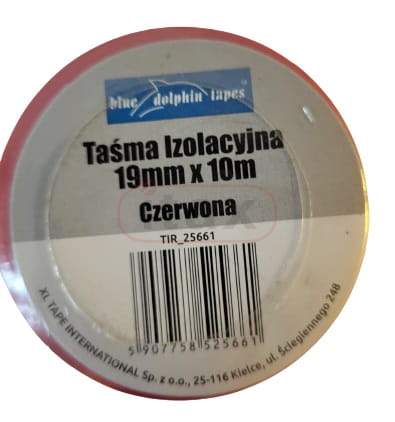 blue dolphin tapes
Taśma Izolacyjna
19mm x 10m
Czerwona
TIR_25661
5 907758 525661
XL TAPE INTERNATIONAL Sp. z o.o., 25-116 Kielce, ul. Ściegiennego 248